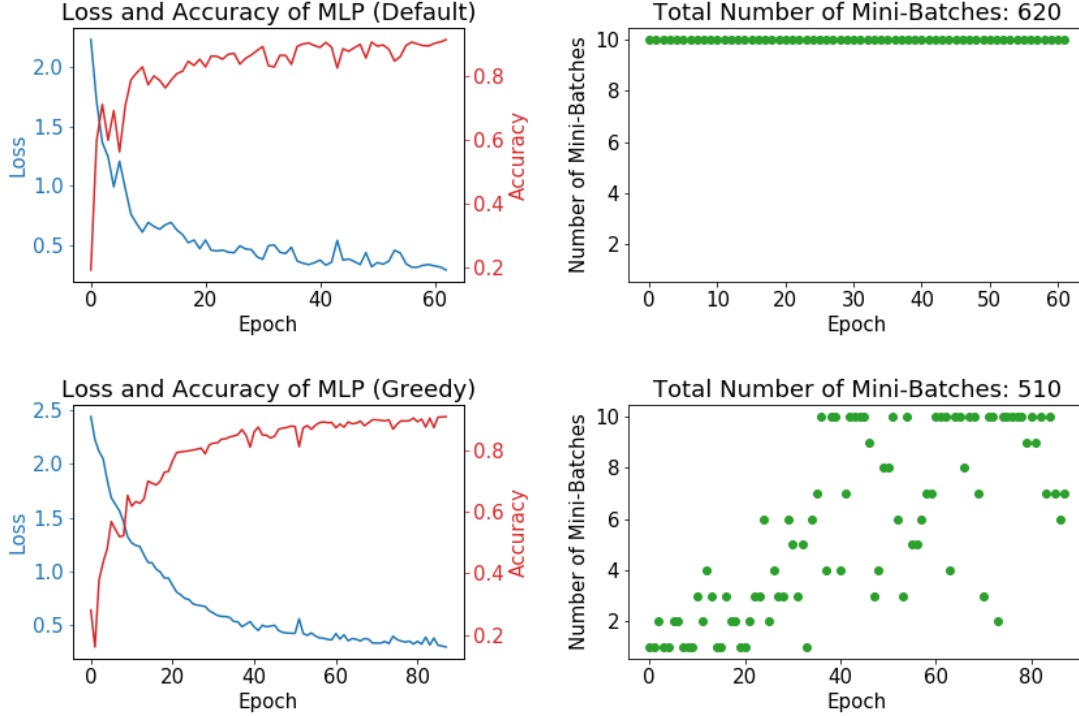 Loss and Accuracy of MLP (Default)
Loss
2.0
1.5
1.0
0.5
0.8
0.6
0.4
0.2
Accuracy
0 20 40 60
Epoch
Total Number of Mini-Batches: 620
Number of Mini-Batches
10
8
6
4
2
0 10 20 30 40 50 60
Epoch
Loss and Accuracy of MLP (Greedy)
Loss
2.5
2.0
1.5
1.0
0.5
0.8
0.6
0.4
0.2
Accuracy
0 20 40 60 80
Epoch
Total Number of Mini-Batches: 510
Number of Mini-Batches
10
8
6
4
2
0 20 40 60 80
Epoch